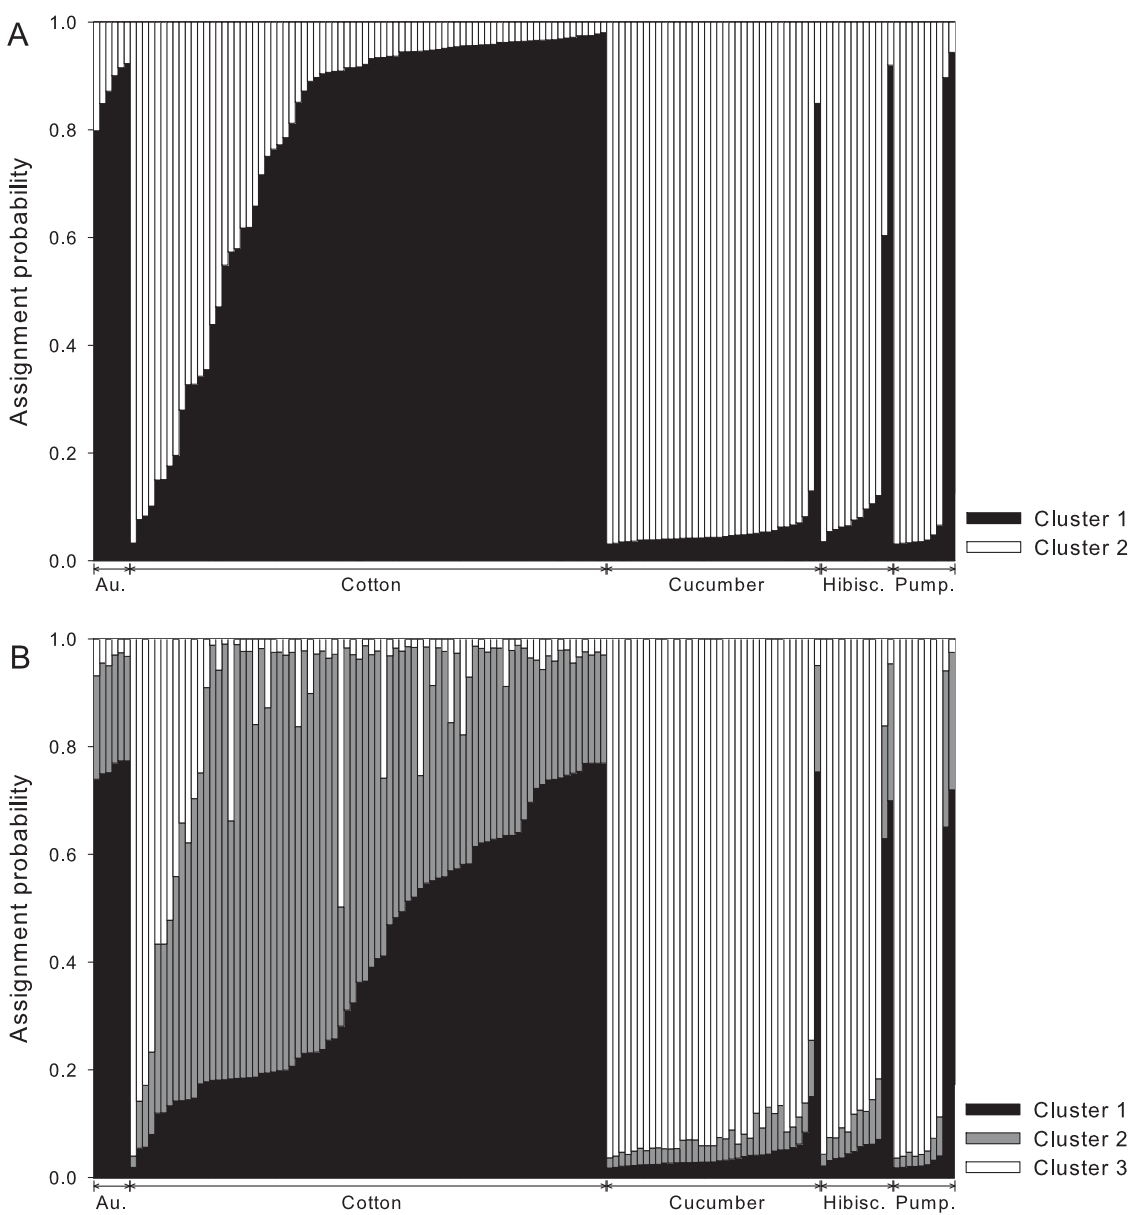 A
1.0
0.8
0.6
0.4
0.2
0.0
Assignment probability
Au. Cotton Cucumber Hibisc. Pump.
Cluster 1
Cluster 2
B
1.0
0.8
0.6
0.4
0.2
0.0
Assignment probability
Au. Cotton Cucumber Hibisc. Pump.
Cluster 1
Cluster 2
Cluster 3